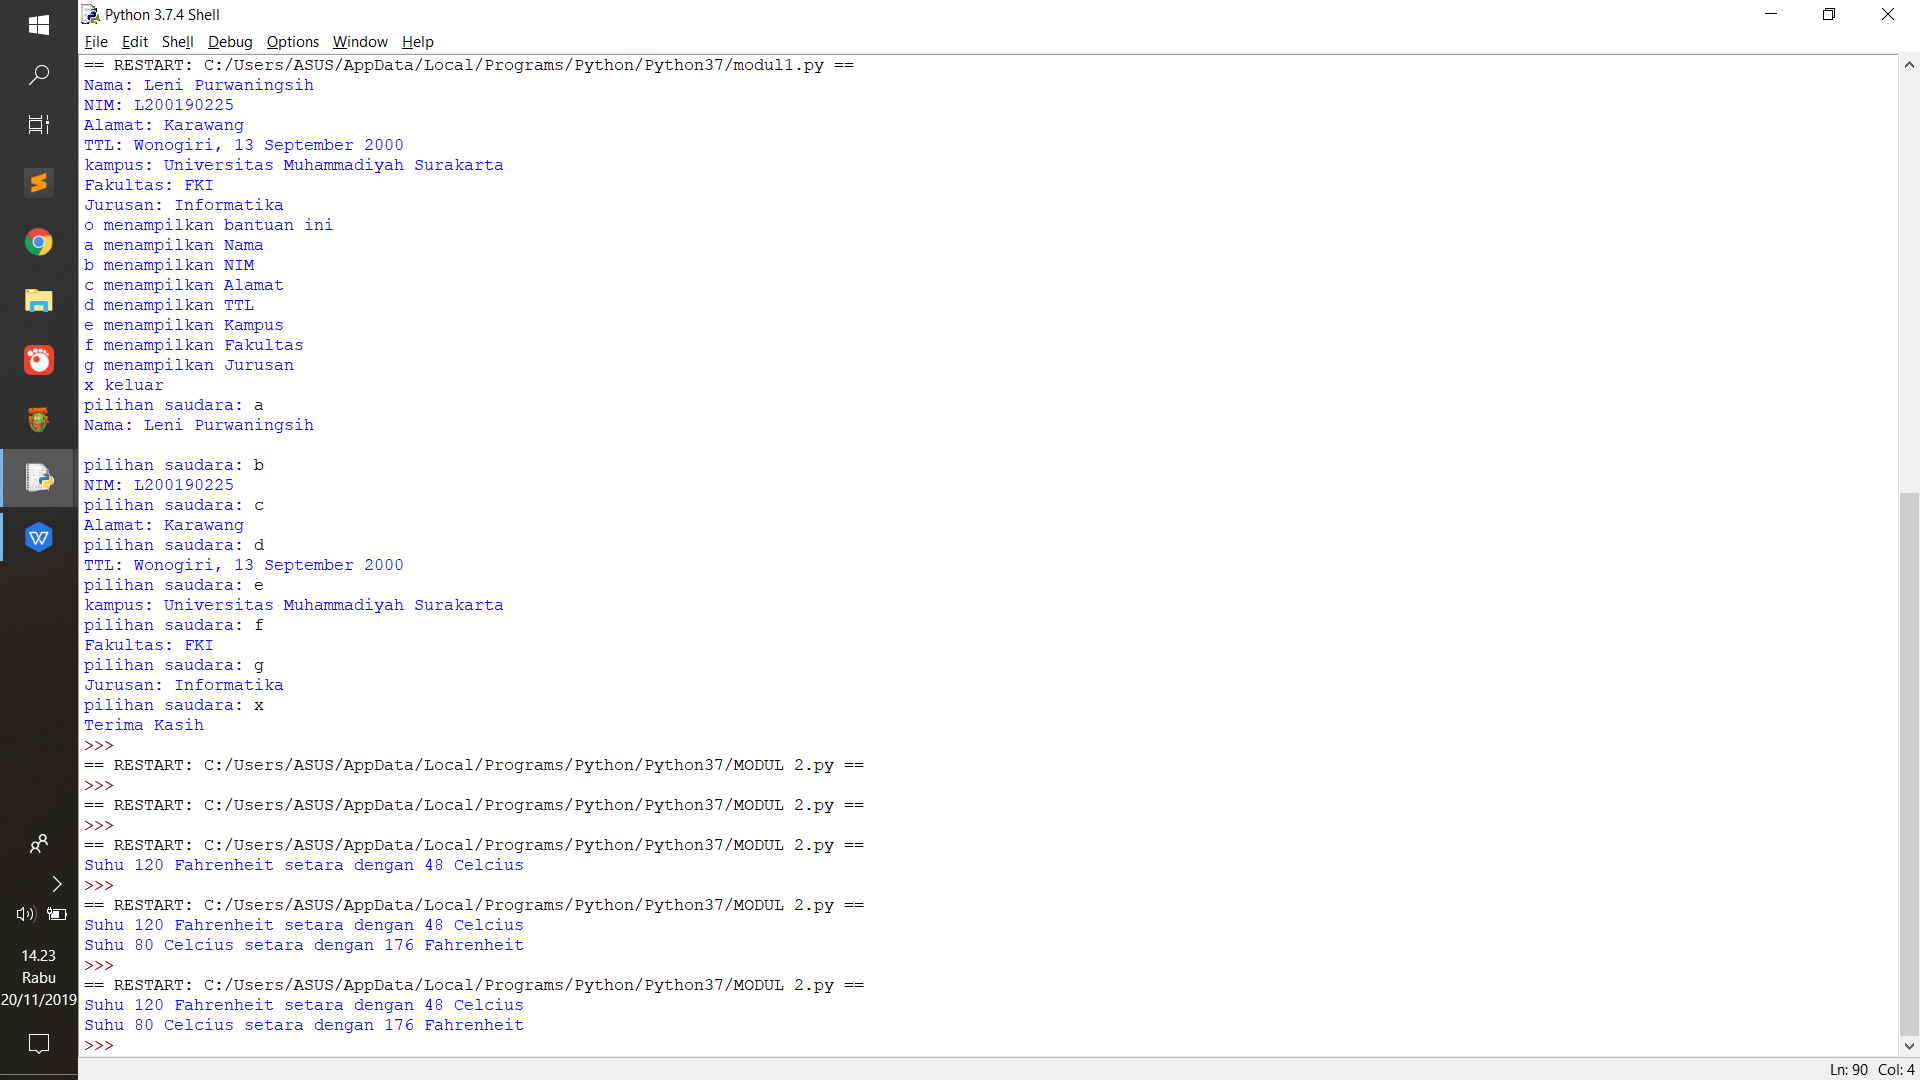 Python 3.7.4 Shell
File Edit Shell Debug Options Window Help
== RESTART: C:/Users/ASUS/AppData/Local/Programs/Python/Python37/modul1.py ==
Nama: Leni Purwaningsih
NIM: L200190225
Alamat: Karawang
TTL: Wonogiri, 13 September 2000
kampus: Universitas Muhammadiyah Surakarta
Fakultas: FKI
Jurusan: Informatika
o menampilkan bantuan ini
a menampilkan Nama
b menampilkan NIM
c menampilkan Alamat
d menampilkan TTL
e menampilkan Kampus
f menampilkan Fakultas
g menampilkan Jurusan
x keluar
pilihan saudara: a
Nama: Leni Purwaningsih
pilihan saudara: b
NIM: L200190225
pilihan saudara: c
Alamat: Karawang
pilihan saudara: d
TTL: Wonogiri, 13 September 2000
pilihan saudara: e
kampus: Universitas Muhammadiyah Surakarta
pilihan saudara: f
Fakultas: FKI
pilihan saudara: g
Jurusan: Informatika
pilihan saudara: x
Terima Kasih
>>>
== RESTART: C:/Users/ASUS/AppData/Local/Programs/Python/Python37/MODUL 2.py ==
>>>
== RESTART: C:/Users/ASUS/AppData/Local/Programs/Python/Python37/MODUL 2.py ==
>>>
== RESTART: C:/Users/ASUS/AppData/Local/Programs/Python/Python37/MODUL 2.py ==
Suhu 120 Fahrenheit setara dengan 48 Celcius
>>>
== RESTART: C:/Users/ASUS/AppData/Local/Programs/Python/Python37/MODUL 2.py ==
Suhu 120 Fahrenheit setara dengan 48 Celcius
Suhu 80 Celcius setara dengan 176 Fahrenheit
>>>
== RESTART: C:/Users/ASUS/AppData/Local/Programs/Python/Python37/MODUL 2.py ==
Suhu 120 Fahrenheit setara dengan 48 Celcius
Suhu 80 Celcius setara dengan 176 Fahrenheit
>>>
Ln: 90 Col: 4
14.23
Rabu
20/11/2019